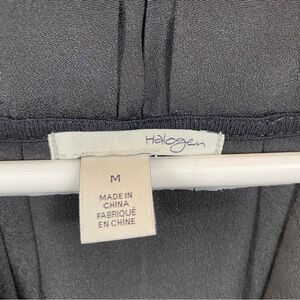 Halogen
M
MADE IN
CHINA
FABRIQUÉ
EN CHINE